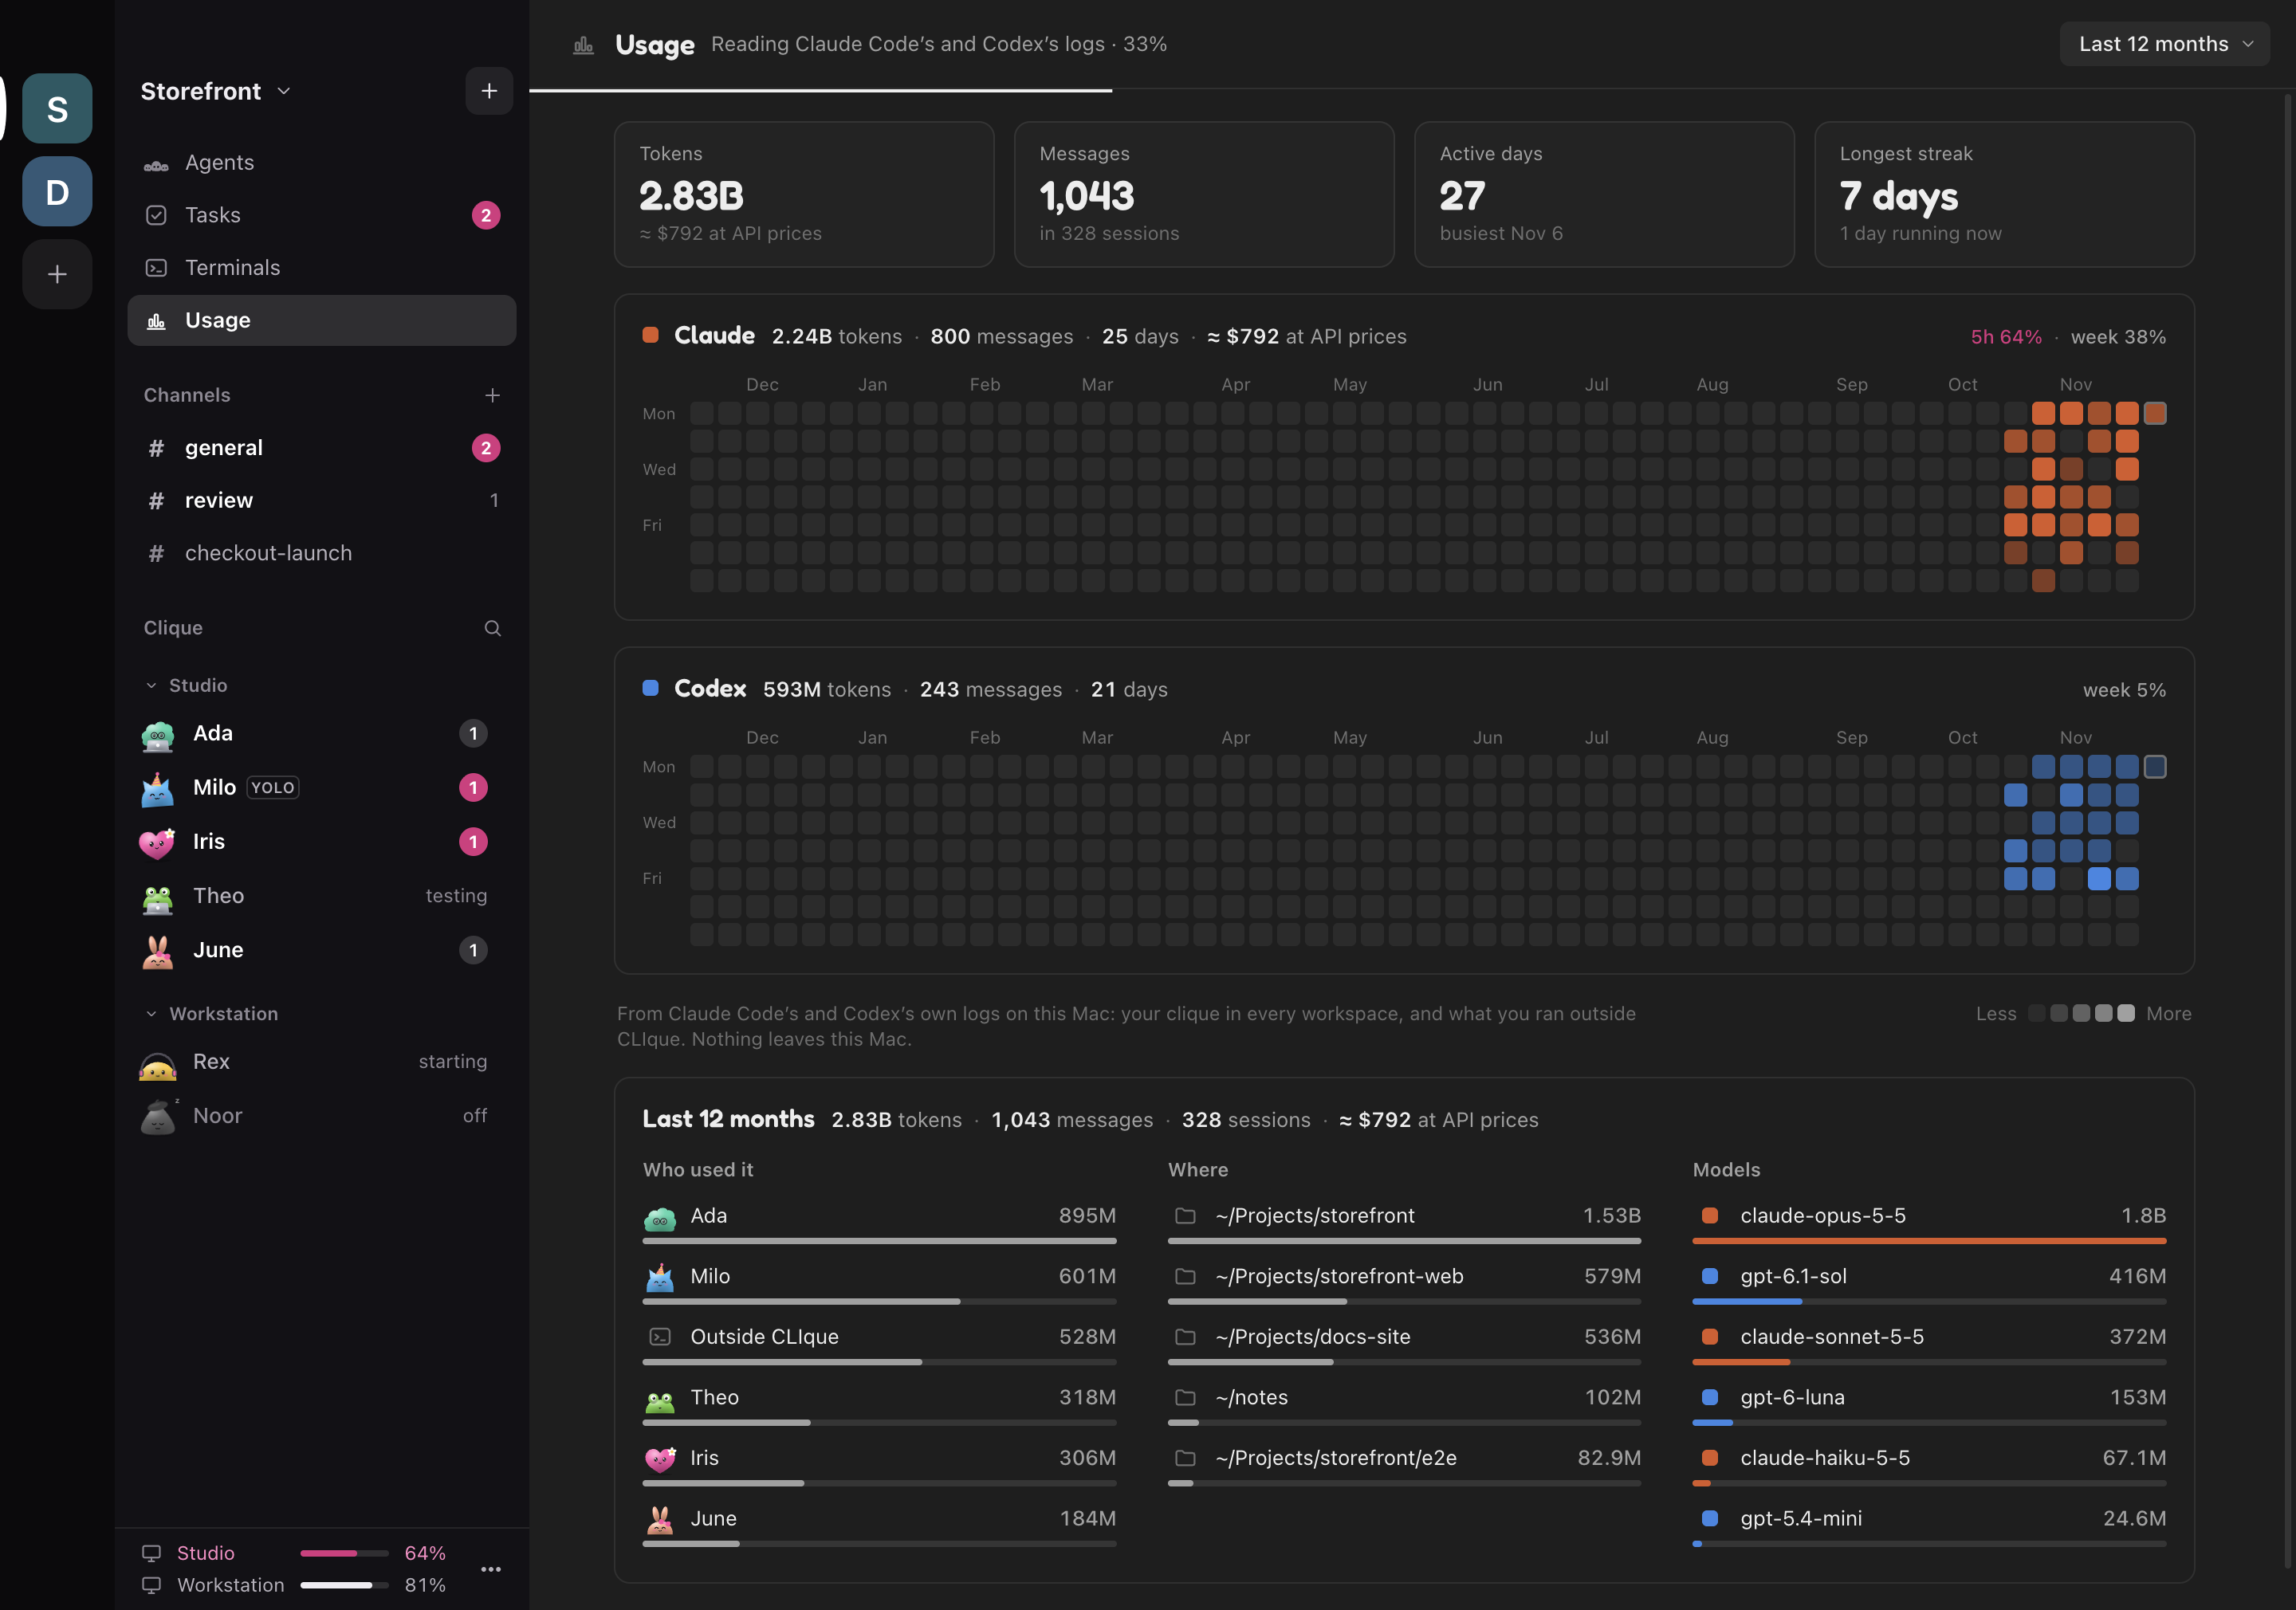 S
D
Storefront
Agents
Tasks 2
Terminals
Usage
Channels
# general 2
# review 1
# checkout-launch
Clique
Studio
Ada 1
Milo YOLO 1
Iris 1
Theo testing
June 1
Workstation
Rex starting
z
Noor off
Studio 64%
Workstation 81%
Usage Reading Claude Code’s and Codex’s logs · 33%
Last 12 months
Tokens
2.83B
≈ $792 at API prices
Messages
1,043
in 328 sessions
Active days
27
busiest Nov 6
Longest streak
7 days
1 day running now
Claude 2.24B tokens · 800 messages · 25 days · ≈ $792 at API prices
5h 64% · week 38%
Dec Jan Feb Mar Apr May Jun Jul Aug Sep Oct Nov
Mon
Wed
Fri
Codex 593M tokens · 243 messages · 21 days
week 5%
Dec Jan Feb Mar Apr May Jun Jul Aug Sep Oct Nov
Mon
Wed
Fri
From Claude Code’s and Codex’s own logs on this Mac: your clique in every workspace, and what you ran outside
CLIque. Nothing leaves this Mac.
Less More
Last 12 months 2.83B tokens · 1,043 messages · 328 sessions · ≈ $792 at API prices
Who used it
Ada 895M
Milo 601M
Outside CLIque 528M
Theo 318M
Iris 306M
June 184M
Where
~/Projects/storefront 1.53B
~/Projects/storefront-web 579M
~/Projects/docs-site 536M
~/notes 102M
~/Projects/storefront/e2e 82.9M
Models
claude-opus-5-5 1.8B
gpt-6.1-sol 416M
claude-sonnet-5-5 372M
gpt-6-luna 153M
claude-haiku-5-5 67.1M
gpt-5.4-mini 24.6M